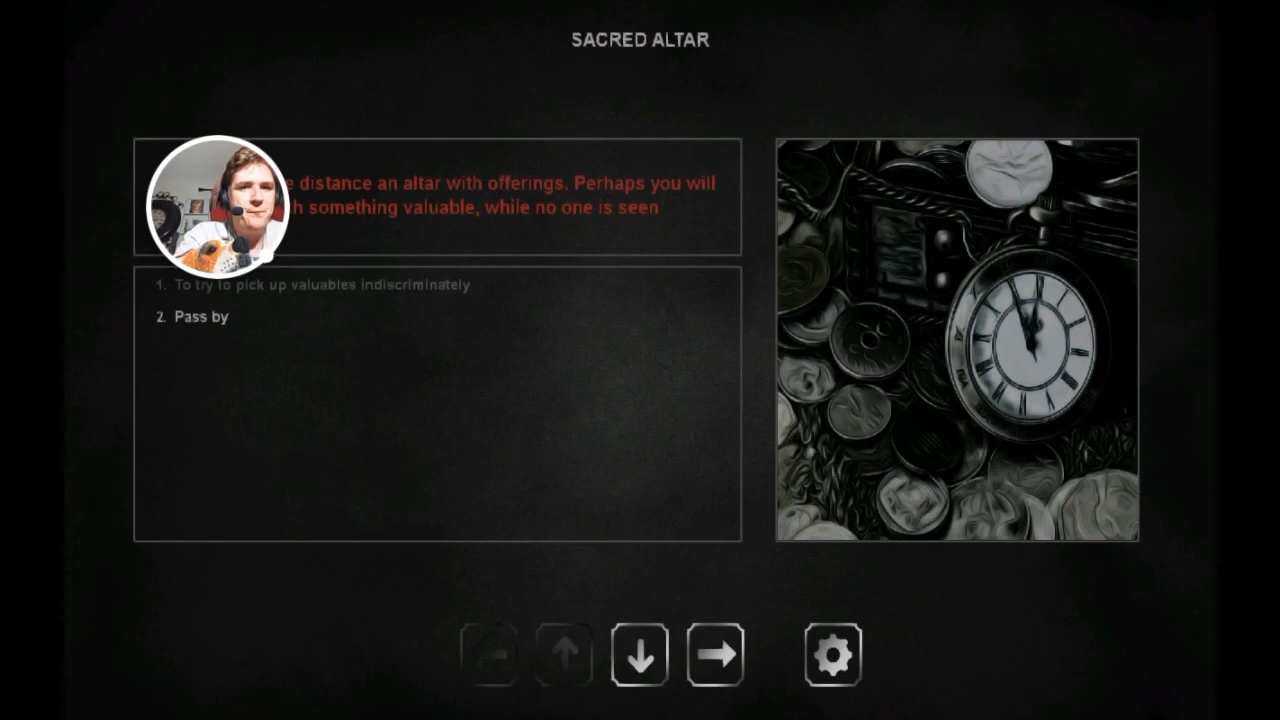 SACRED ALTAR
distance an altar with offerings. Perhaps you will
something valuable, while no one is seen
1. To try to pick up valuables indiscriminately
2. Pass by